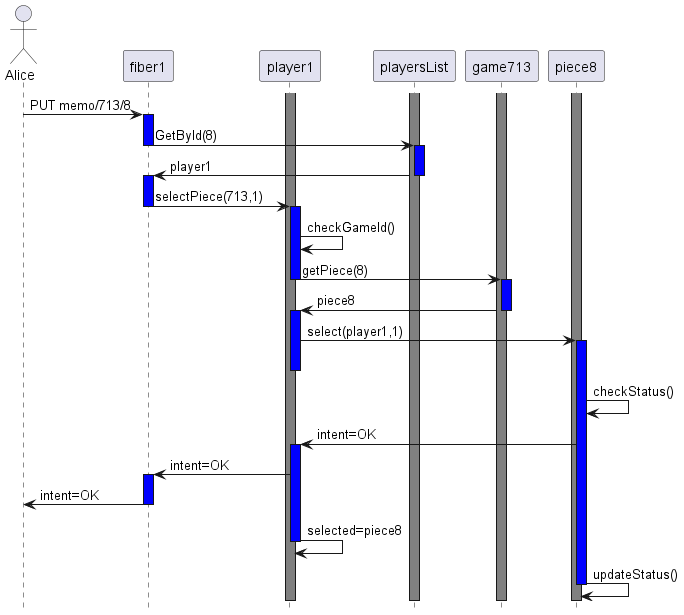 Alice
fiber1
player1
playersList
game713
piece8
PUT memo/713/8
GetById(8)
player1
selectPiece(713,1)
checkGameId()
getPiece(8)
piece8
select(player1,1)
checkStatus()
intent=OK
intent=OK
intent=OK
selected=piece8
updateStatus()